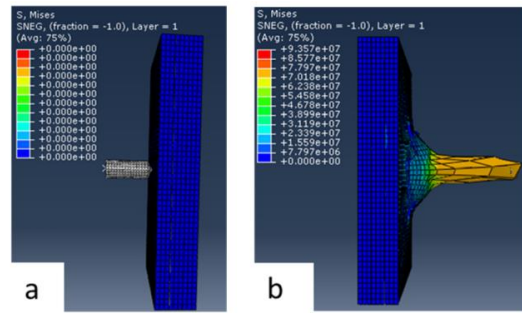 S, Mises
SNEG, (fraction = -1.0), Layer = 1
(Avg: 75%)
+0.000e+00
+0.000e+00
+0.000e+00
+0.000e+00
+0.000e+00
+0.000e+00
+0.000e+00
+0.000e+00
+0.000e+00
+0.000e+00
+0.000e+00
+0.000e+00
+0.000e+00
a
S, Mises
SNEG, (fraction = -1.0), Layer = 1
(Avg: 75%)
+9.357e+07
+8.577e+07
+7.797e+07
+7.018e+07
+6.238e+07
+5.458e+07
+4.678e+07
+3.899e+07
+3.119e+07
+2.339e+07
+1.559e+07
+7.797e+06
+0.000e+00
b